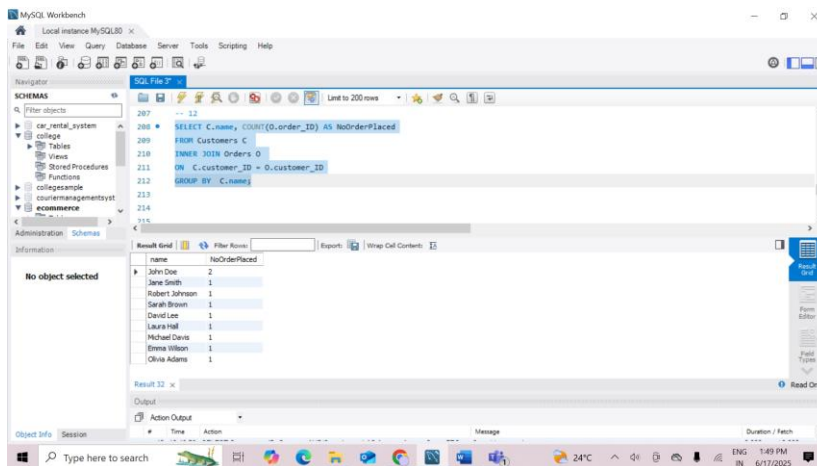 MySQL Workbench
Local instance MySQL80 ×
File Edit View Query Database Server Tools Scripting Help
Navigator
SQL File 3* ×
SCHEMAS
Filter objects
Limit to 200 rows
car_rental_system
college
Tables
Views
Stored Procedures
Functions
collegesample
couriermanagementsyst
ecommerce
207 -- 12
208 SELECT C.name, COUNT(O.order_ID) AS NoOrderPlaced
209 FROM Customers C
210 INNER JOIN Orders O
211 ON C.customer_ID = O.customer_ID
212 GROUP BY C.name;
213
214
215
Administration Schemas
Information
No object selected
Result Grid Filter Rows: Export: Wrap Cell Content:
name NoOrderPlaced
John Doe 2
Jane Smith 1
Robert Johnson 1
Sarah Brown 1
David Lee 1
Laura Hall 1
Michael Davis 1
Emma Wilson 1
Olivia Adams 1
Result Grid
Form Editor
Field Types
Result 32 ×
Read On
Output
Action Output
# Time Action Message Duration / Fetch
Object Info Session
Type here to search
24°C
ENG
IN
1:49 PM
6/17/2025